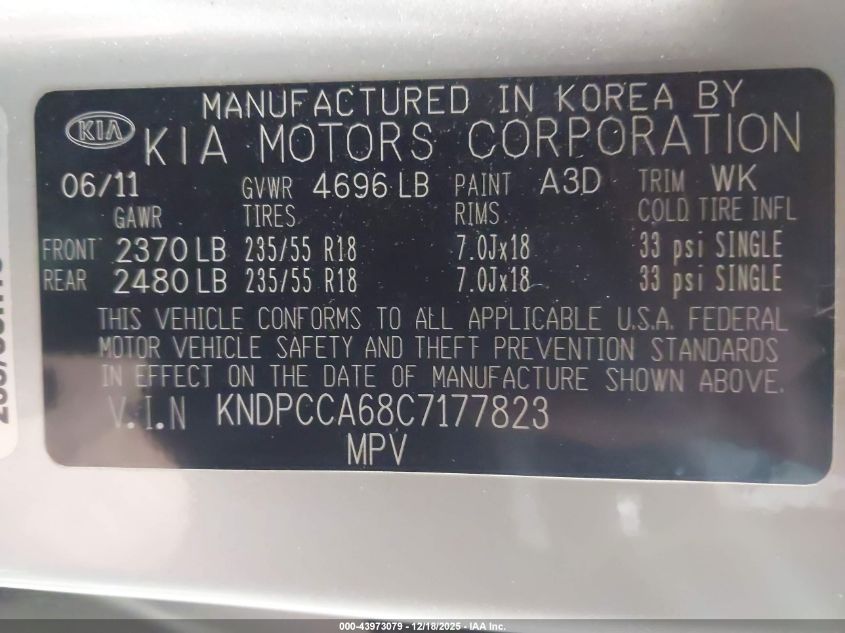 MANUFACTURED IN KOREA BY
KIA KIA MOTORS CORPORATION
06/11 GVWR 4696 LB PAINT A3D TRIM WK
GAWR TIRES RIMS COLD TIRE INFL
FRONT 2370 LB 235/55 R18 7.0Jx18 33 psi SINGLE
REAR 2480 LB 235/55 R18 7.0Jx18 33 psi SINGLE
THIS VEHICLE CONFORMS TO ALL APPLICABLE U.S.A. FEDERAL
MOTOR VEHICLE SAFETY AND THEFT PREVENTION STANDARDS
IN EFFECT ON THE DATE OF MANUFACTURE SHOWN ABOVE.
V.I.N KNDPCCA68C7177823
MPV
000-43973079 - 12/18/2025 - IAA Inc.